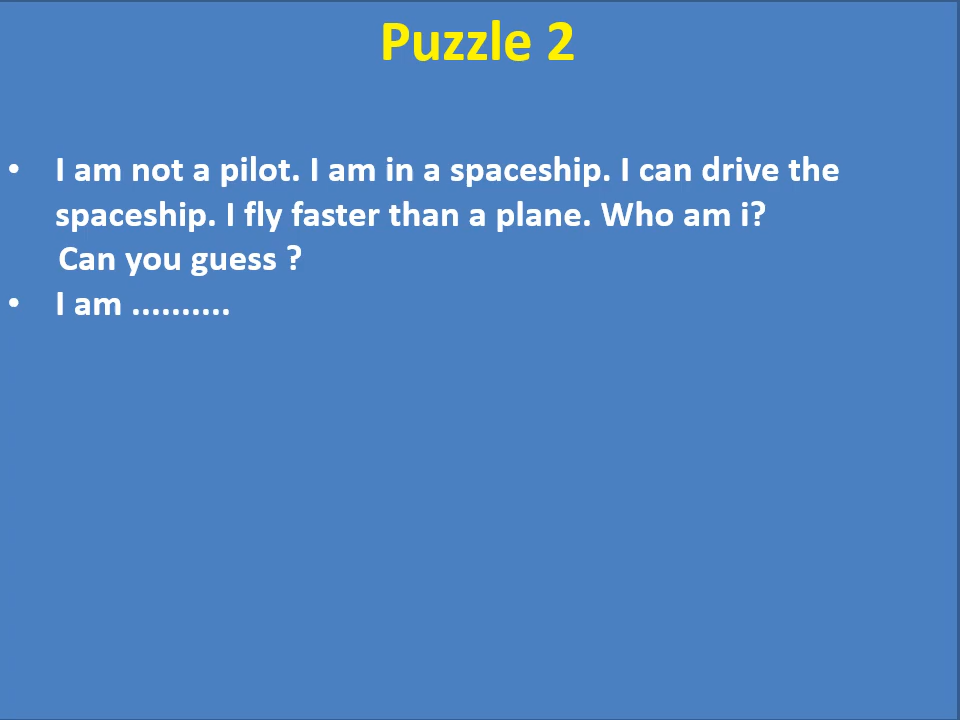 Puzzle 2
• I am not a pilot. I am in a spaceship. I can drive the
spaceship. I fly faster than a plane. Who am i?
Can you guess ?
• I am ..........